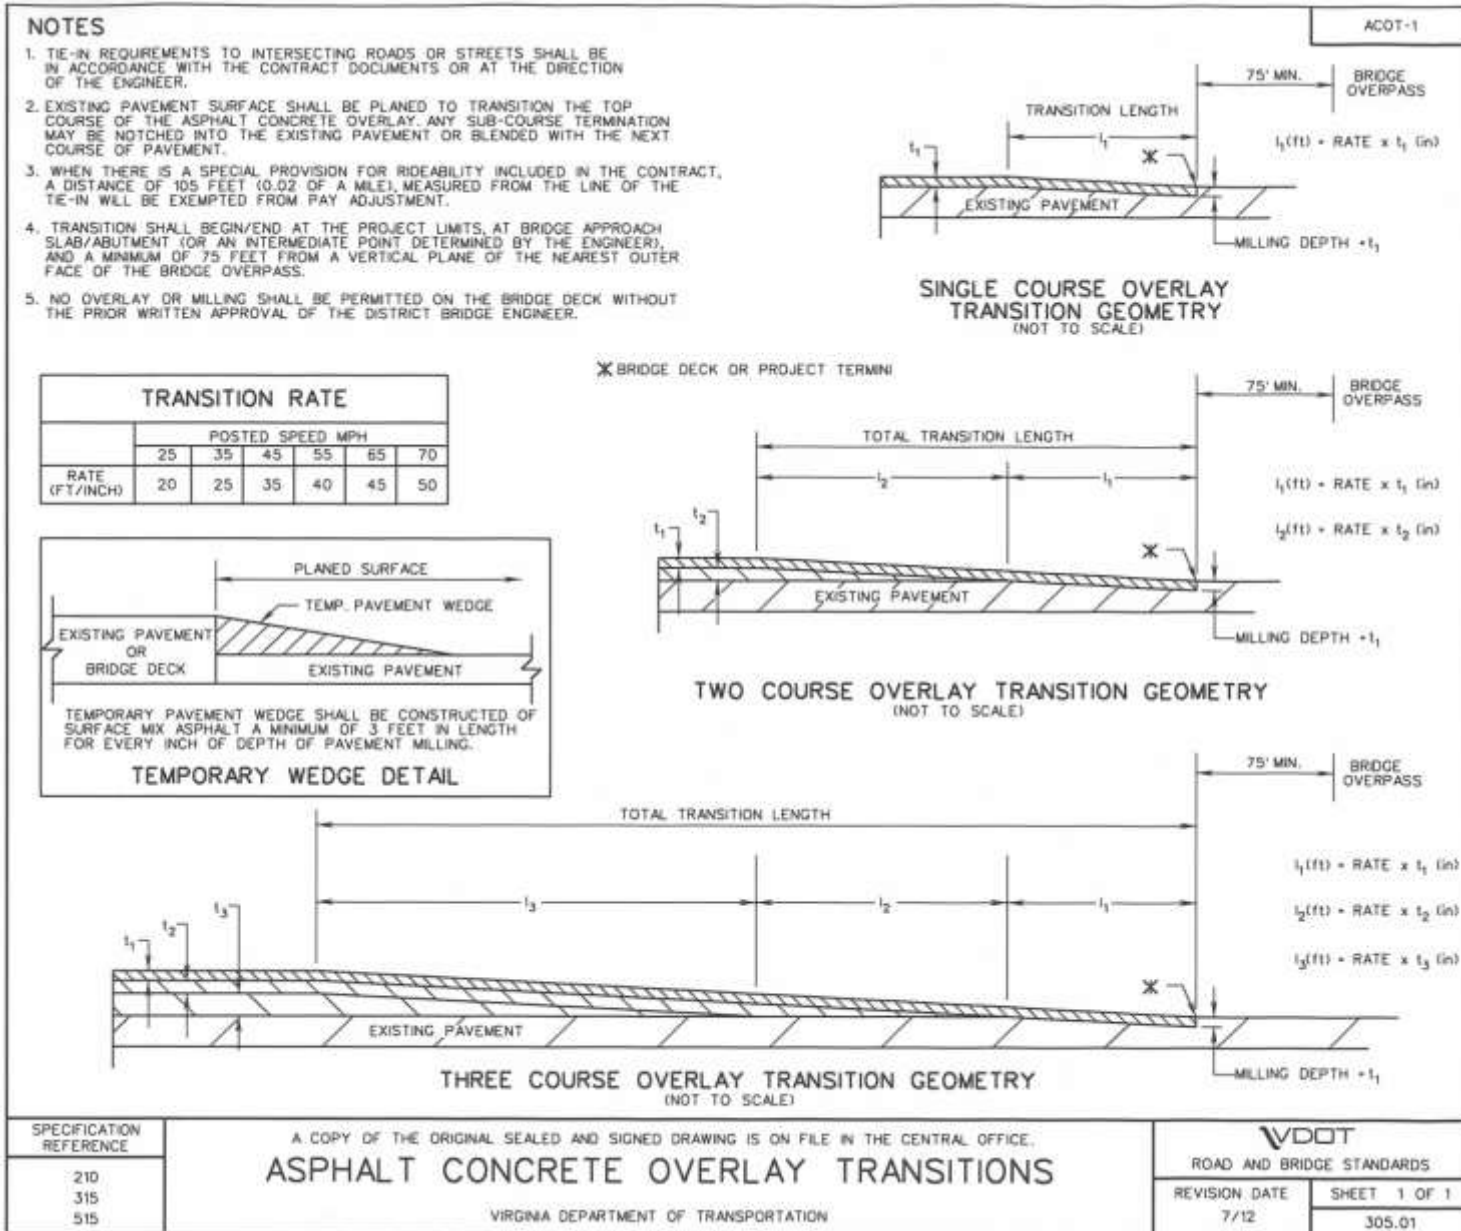 NOTES
1. TIE-IN REQUIREMENTS TO INTERSECTING ROADS OR STREETS SHALL BE
IN ACCORDANCE WITH THE CONTRACT DOCUMENTS OR AT THE DIRECTION
OF THE ENGINEER.
2. EXISTING PAVEMENT SURFACE SHALL BE PLANED TO TRANSITION THE TOP
COURSE OF THE ASPHALT CONCRETE OVERLAY. ANY SUB-COURSE TERMINATION
MAY BE NOTCHED INTO THE EXISTING PAVEMENT OR BLENDED WITH THE NEXT
COURSE OF PAVEMENT.
3. WHEN THERE IS A SPECIAL PROVISION FOR RIDEABILITY INCLUDED IN THE CONTRACT,
A DISTANCE OF 105 FEET (0.02 OF A MILE), MEASURED FROM THE LINE OF THE
TIE-IN WILL BE EXEMPTED FROM PAY ADJUSTMENT.
4. TRANSITION SHALL BEGIN/END AT THE PROJECT LIMITS, AT BRIDGE APPROACH
SLAB/ABUTMENT (OR AN INTERMEDIATE POINT DETERMINED BY THE ENGINEER),
AND A MINIMUM OF 75 FEET FROM A VERTICAL PLANE OF THE NEAREST OUTER
FACE OF THE BRIDGE OVERPASS.
5. NO OVERLAY OR MILLING SHALL BE PERMITTED ON THE BRIDGE DECK WITHOUT
THE PRIOR WRITTEN APPROVAL OF THE DISTRICT BRIDGE ENGINEER.
ACOT-1
75' MIN.
BRIDGE
OVERPASS
TRANSITION LENGTH
l₁
l₁(ft) = RATE x t₁ (in)
t₁
EXISTING PAVEMENT
MILLING DEPTH = t₁
SINGLE COURSE OVERLAY
TRANSITION GEOMETRY
(NOT TO SCALE)
BRIDGE DECK OR PROJECT TERMINI
TRANSITION RATE
POSTED SPEED MPH
25 35 45 55 65 70
RATE
(FT/INCH)
20 25 35 40 45 50
75' MIN.
BRIDGE
OVERPASS
TOTAL TRANSITION LENGTH
l₂ l₁
l₁(ft) = RATE x t₁ (in)
l₂(ft) = RATE x t₂ (in)
t₁ t₂
EXISTING PAVEMENT
MILLING DEPTH = t₁
TWO COURSE OVERLAY TRANSITION GEOMETRY
(NOT TO SCALE)
PLANED SURFACE
TEMP. PAVEMENT WEDGE
EXISTING PAVEMENT
OR
BRIDGE DECK
EXISTING PAVEMENT
TEMPORARY PAVEMENT WEDGE SHALL BE CONSTRUCTED OF
SURFACE MIX ASPHALT A MINIMUM OF 3 FEET IN LENGTH
FOR EVERY INCH OF DEPTH OF PAVEMENT MILLING.
TEMPORARY WEDGE DETAIL
75' MIN.
BRIDGE
OVERPASS
TOTAL TRANSITION LENGTH
l₃ l₂ l₁
l₁(ft) = RATE x t₁ (in)
l₂(ft) = RATE x t₂ (in)
l₃(ft) = RATE x t₃ (in)
t₁ t₂ t₃
EXISTING PAVEMENT
MILLING DEPTH = t₁
THREE COURSE OVERLAY TRANSITION GEOMETRY
(NOT TO SCALE)
SPECIFICATION
REFERENCE
210
315
515
A COPY OF THE ORIGINAL SEALED AND SIGNED DRAWING IS ON FILE IN THE CENTRAL OFFICE.
ASPHALT CONCRETE OVERLAY TRANSITIONS
VIRGINIA DEPARTMENT OF TRANSPORTATION
VDOT
ROAD AND BRIDGE STANDARDS
REVISION DATE
7/12
SHEET 1 OF 1
305.01